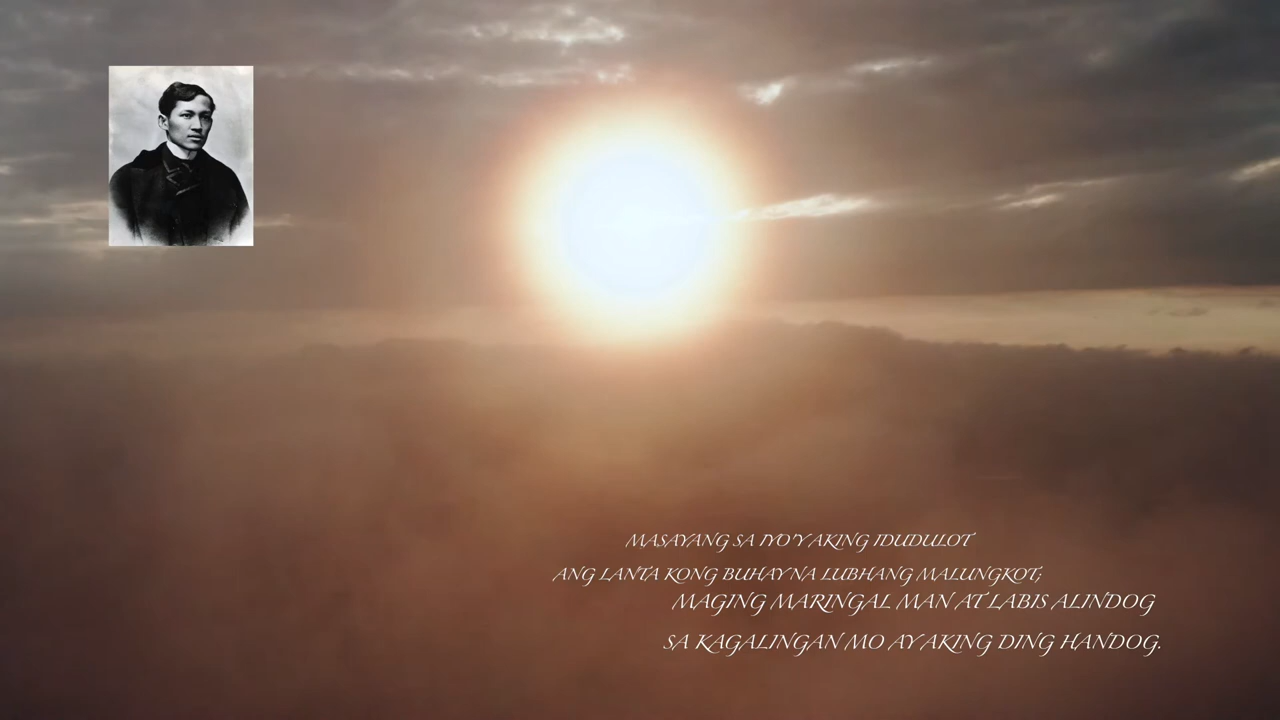 MASAYANG SA IYO'Y AKING IDUDULOT
ANG LANTA KONG BUHAY NA LUBHANG MALUNGKOT;
MAGING MARINGAL MAN AT LABIS ALINDOG
SA KAGALINGAN MO AY AKING DING HANDOG.